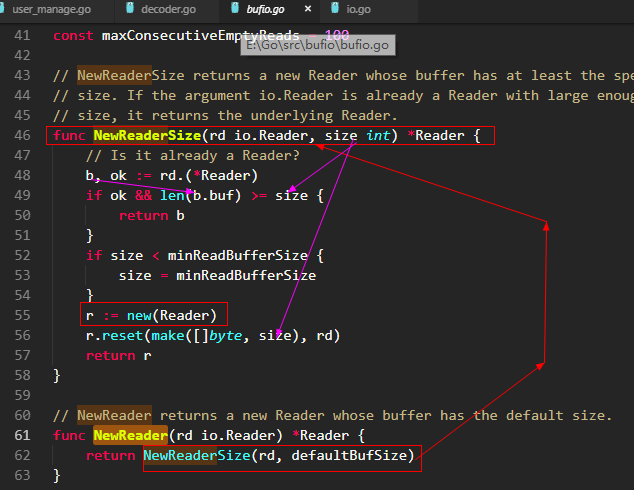 user_manage.go decoder.go bufio.go × io.go
41 const maxConsecutiveEmptyReads = 100
E:\Go\src\bufio\bufio.go
42
43 // NewReaderSize returns a new Reader whose buffer has at least the spe
44 // size. If the argument io.Reader is already a Reader with large enoug
45 // size, it returns the underlying Reader.
46 func NewReaderSize(rd io.Reader, size int) *Reader {
47 // Is it already a Reader?
48 b, ok := rd.(*Reader)
49 if ok && len(b.buf) >= size {
50 return b
51 }
52 if size < minReadBufferSize {
53 size = minReadBufferSize
54 }
55 r := new(Reader)
56 r.reset(make([]byte, size), rd)
57 return r
58 }
59
60 // NewReader returns a new Reader whose buffer has the default size.
61 func NewReader(rd io.Reader) *Reader {
62 return NewReaderSize(rd, defaultBufSize)
63 }